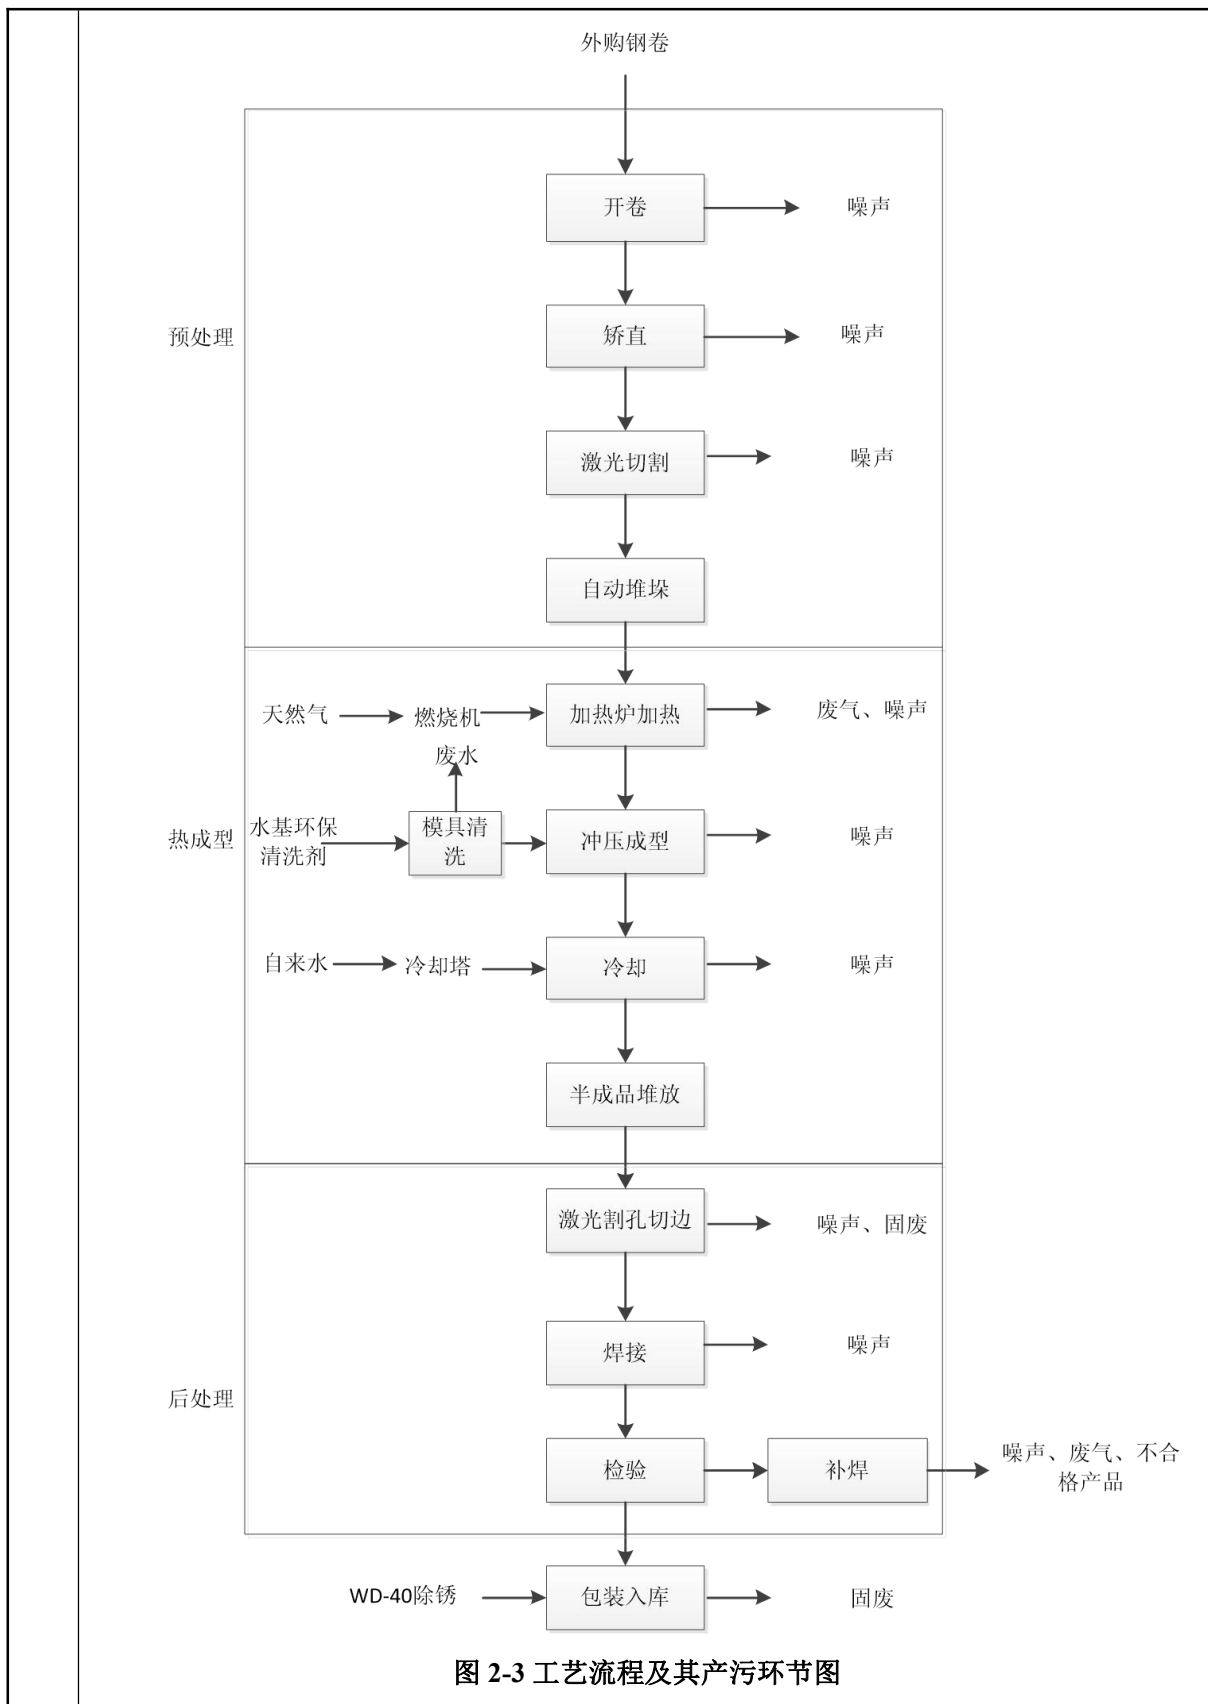 外购钢卷
开卷
噪声
预处理
矫直
噪声
激光切割
噪声
自动堆垛
天然气
燃烧机
加热炉加热
废气、噪声
废水
热成型
水基环保
清洗剂
模具清
洗
冲压成型
噪声
自来水
冷却塔
冷却
噪声
半成品堆放
激光割孔切边
噪声、固废
焊接
噪声
后处理
检验
补焊
噪声、废气、不合
格产品
WD-40除锈
包装入库
固废
图 2-3 工艺流程及其产污环节图